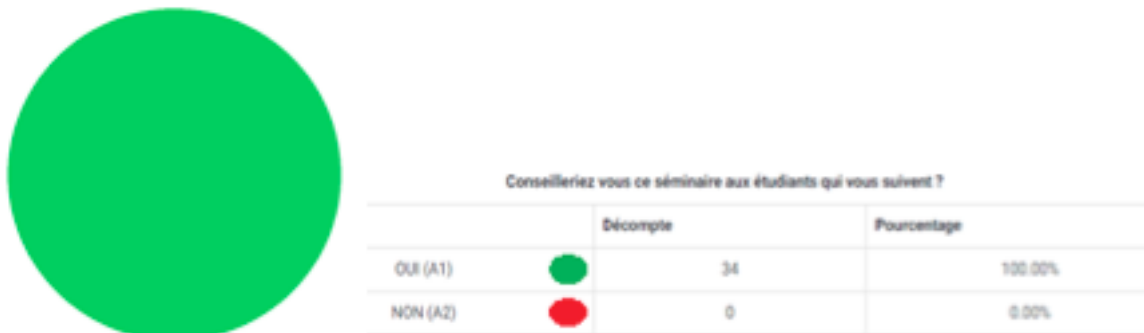 Conseilleriez vous ce séminaire aux étudiants qui vous suivent ?
Décompte Pourcentage
OUI (A1) 34 100.00%
NON (A2) 0 0.00%